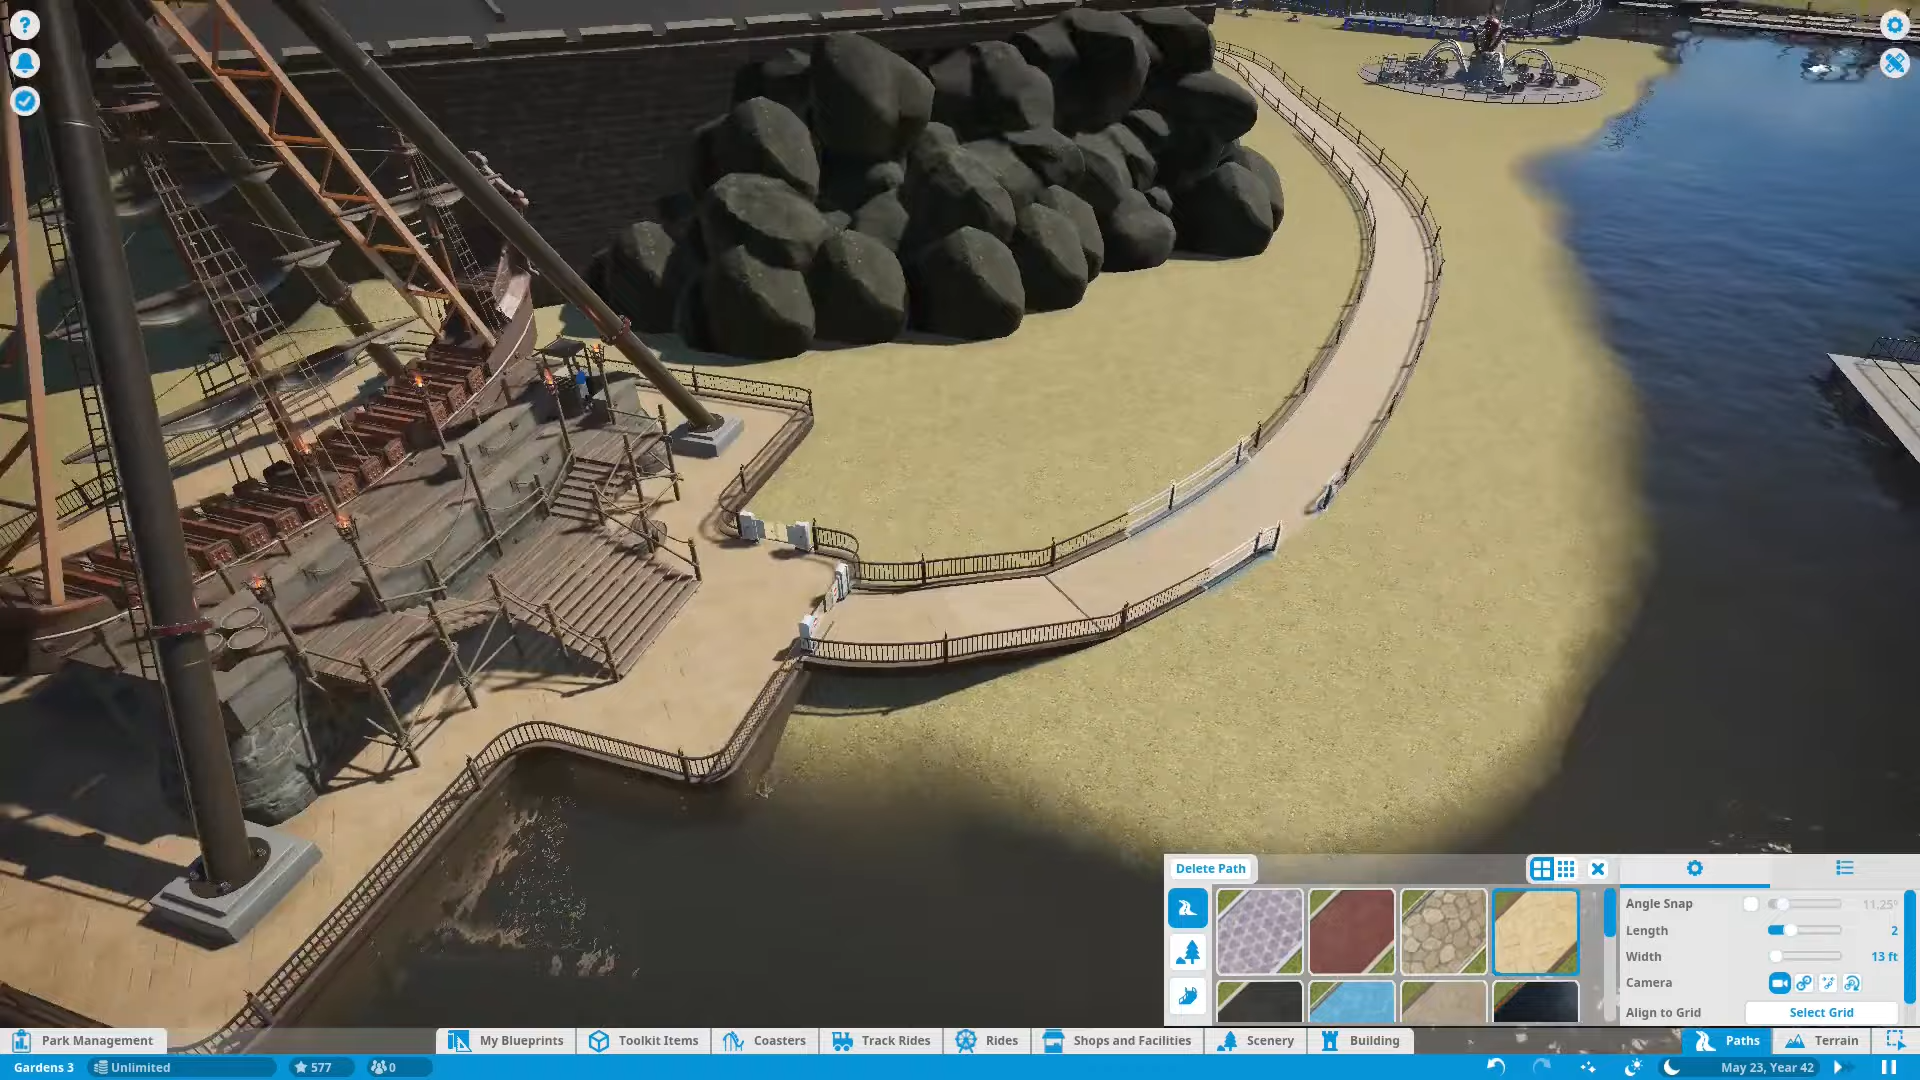 ?
Delete Path
Angle Snap 11.25°
Length 2
Width 13 ft
Camera
Align to Grid Select Grid
Park Management My Blueprints Toolkit Items Coasters Track Rides Rides Shops and Facilities Scenery Building Paths Terrain
Gardens 3 Unlimited 577 0 May 23, Year 42